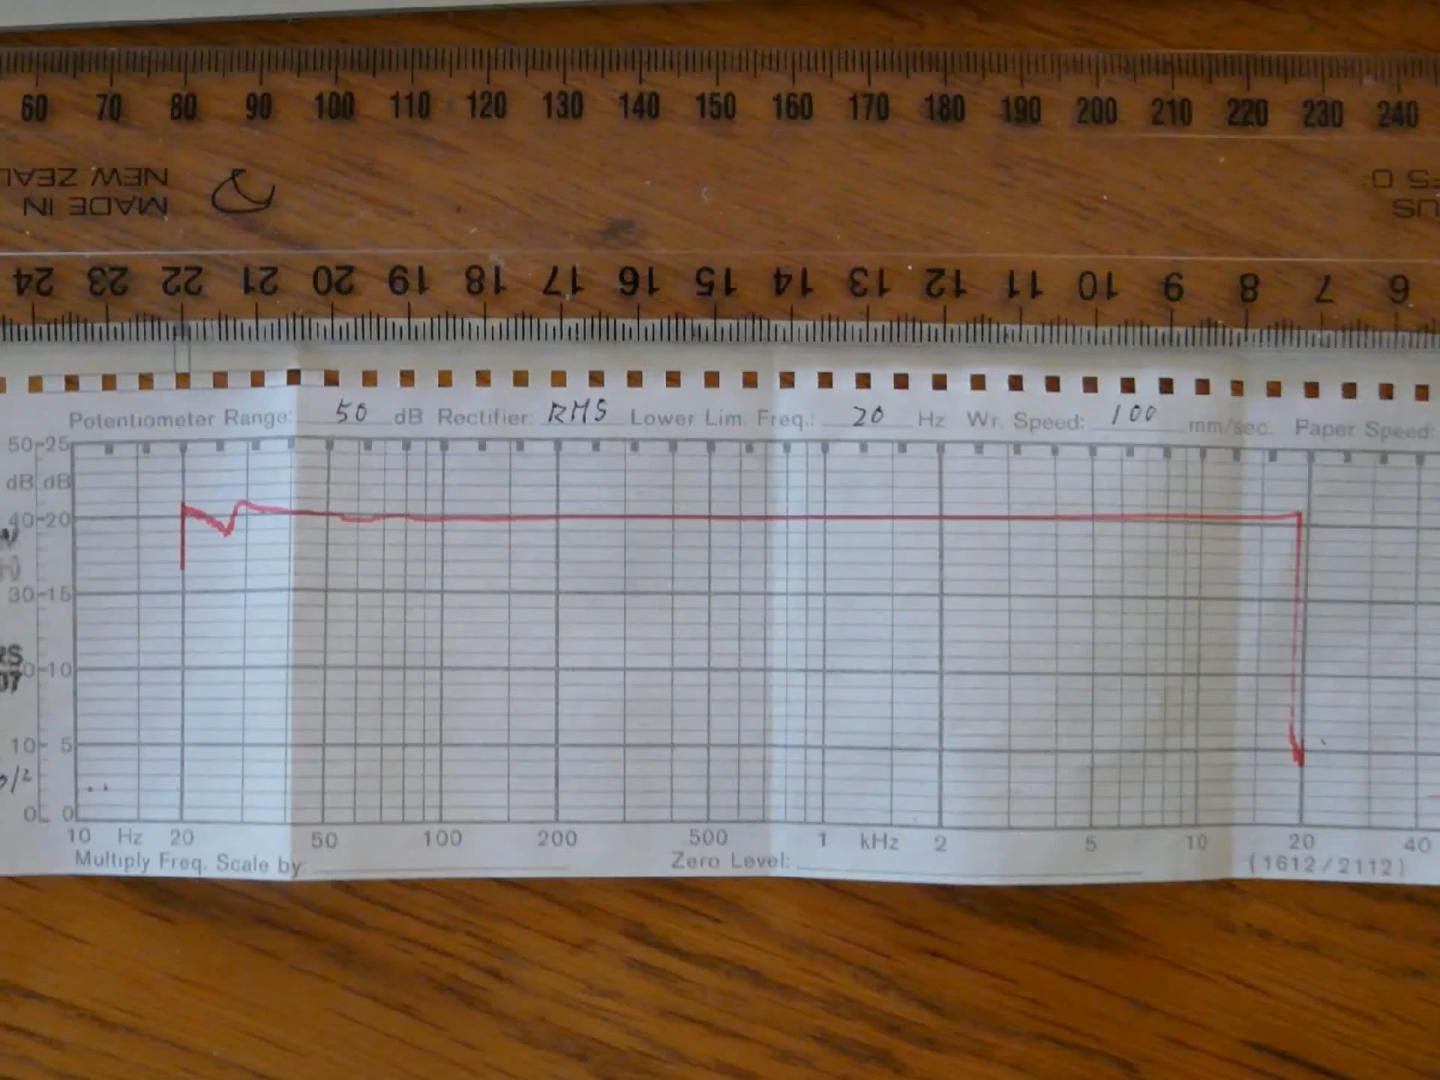 60 70 80 90 100 110 120 130 140 150 160 170 180 190 200 210 220 230 240
MADE IN
NEW ZEAL
24 23 22 21 20 19 18 17 16 15 14 13 12 11 10 9 8 7 6
Potentiometer Range: 50 dB Rectifier: RMS Lower Lim. Freq.: 20 Hz Wr. Speed: 100 mm/sec. Paper Speed:
50 25
dB dB
40 20
30 15
RS
0 10
07
10 5
0 0
10 Hz 20 50 100 200 500 1 kHz 2 5 10 20 40
Multiply Freq. Scale by: Zero Level: (1612/2112)